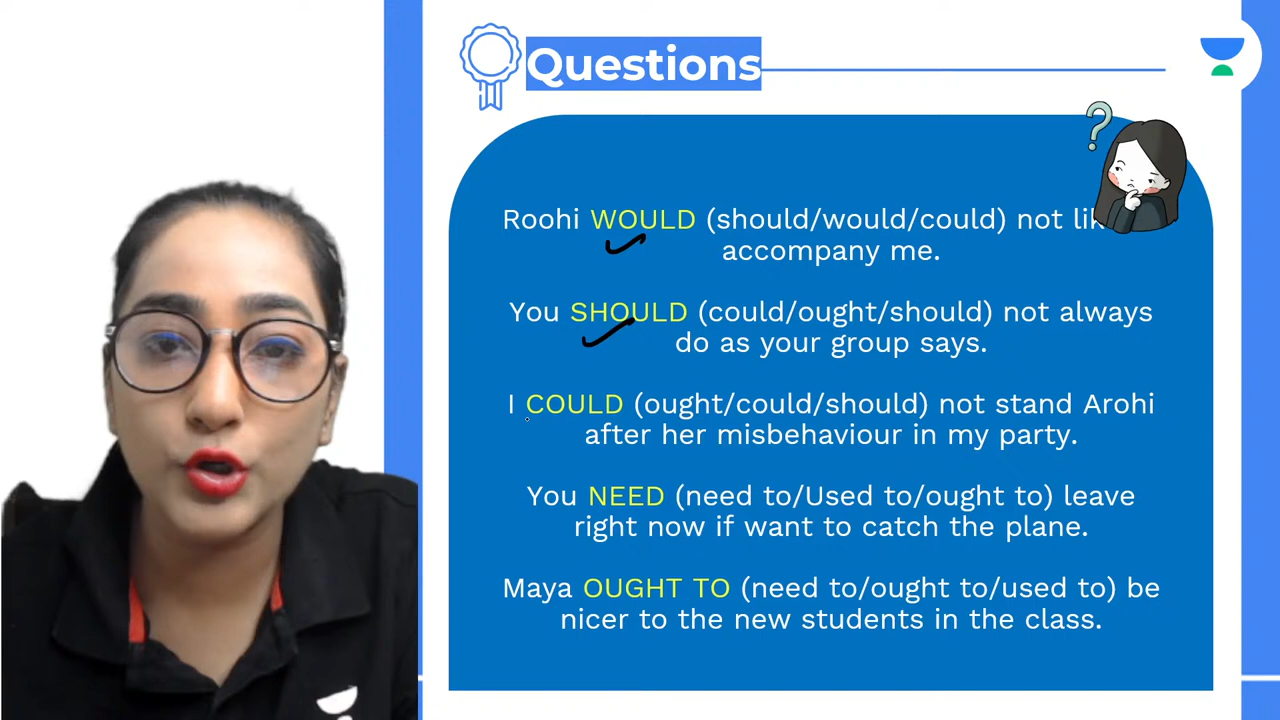 Questions
?
Roohi WOULD (should/would/could) not
accompany me.
You SHOULD (could/ought/should) not always
do as your group says.
I COULD (ought/could/should) not stand Arohi
after her misbehaviour in my party.
You NEED (need to/Used to/ought to) leave
right now if want to catch the plane.
Maya OUGHT TO (need to/ought to/used to) be
nicer to the new students in the class.